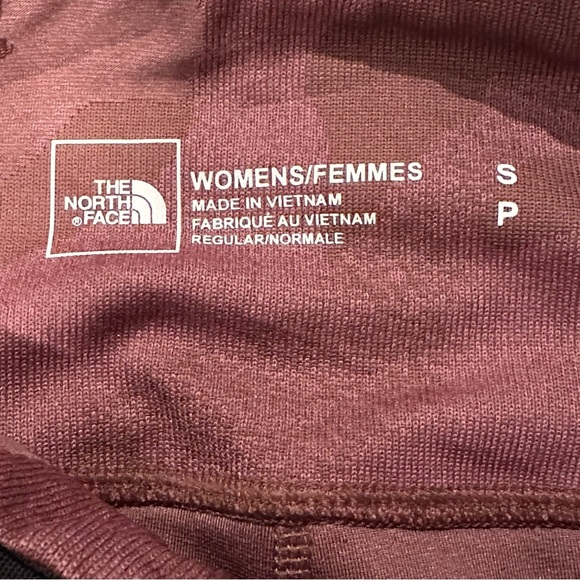 THE
NORTH
FACE®
WOMENS/FEMMES
MADE IN VIETNAM
FABRIQUÉ AU VIETNAM
REGULAR/NORMALE
S
P